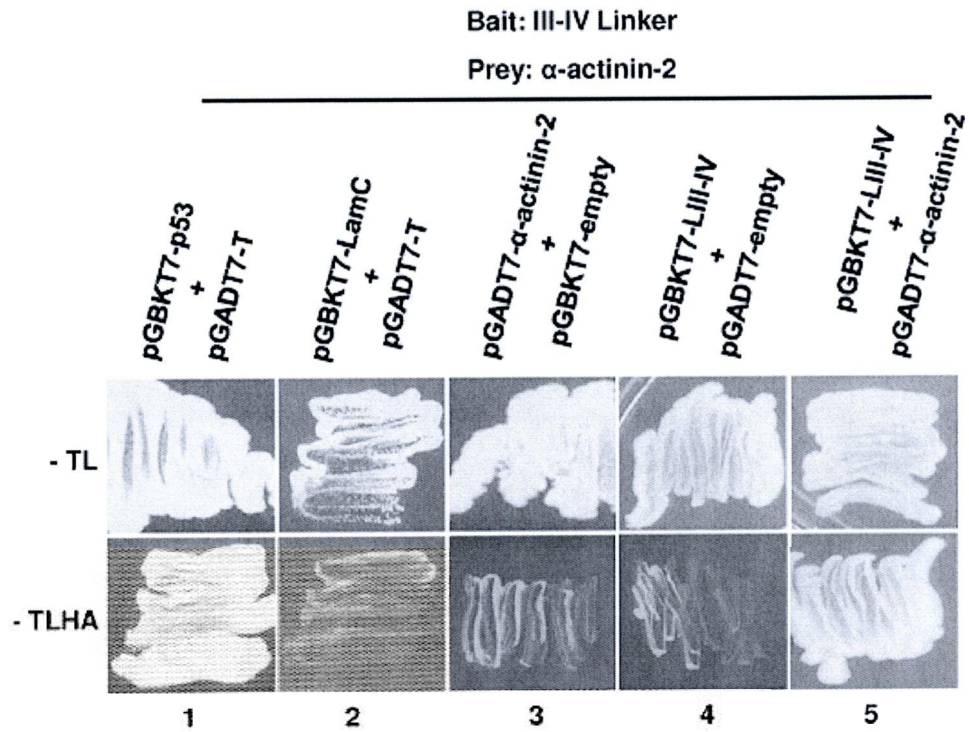 Bait: III-IV Linker
Prey: α-actinin-2
pGBKT7-p53
+
pGADT7-T
pGBKT7-LamC
+
pGADT7-T
pGADT7-α-actinin-2
+
pGBKT7-empty
pGBKT7-LIII-IV
+
pGADT7-empty
pGBKT7-LIII-IV
+
pGADT7-α-actinin-2
- TL
- TLHA
1 2 3 4 5